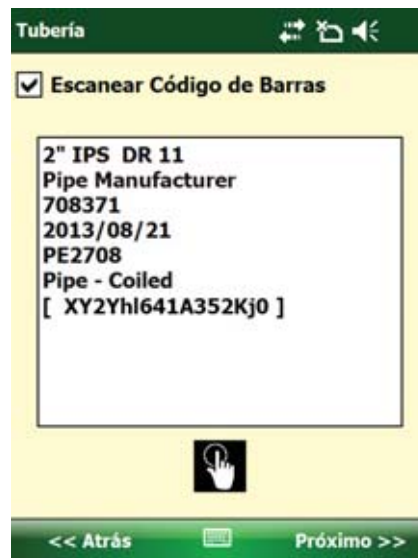 Tubería
Escanear Código de Barras
2" IPS DR 11
Pipe Manufacturer
708371
2013/08/21
PE2708
Pipe - Coiled
[ XY2Yhl641A352Kj0 ]
<< Atrás
Próximo >>